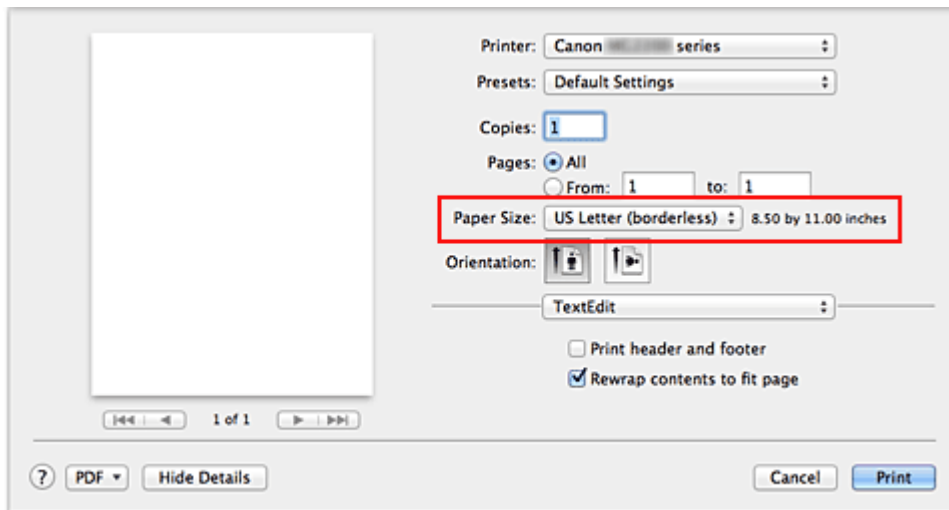 Printer: Canon series
Presets: Default Settings
Copies: 1
Pages: All
From: 1 to: 1
Paper Size: US Letter (borderless) 8.50 by 11.00 inches
Orientation:
TextEdit
Print header and footer
Rewrap contents to fit page
1 of 1
? PDF Hide Details Cancel Print